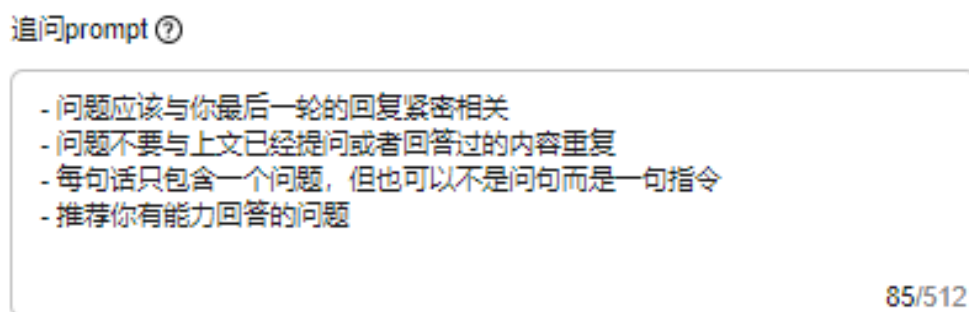 追问prompt ?
- 问题应该与你最后一轮的回复紧密相关
- 问题不要与上文已经提问或者回答过的内容重复
- 每句话只包含一个问题，但也可以不是问句而是一句指令
- 推荐你有能力回答的问题
85/512